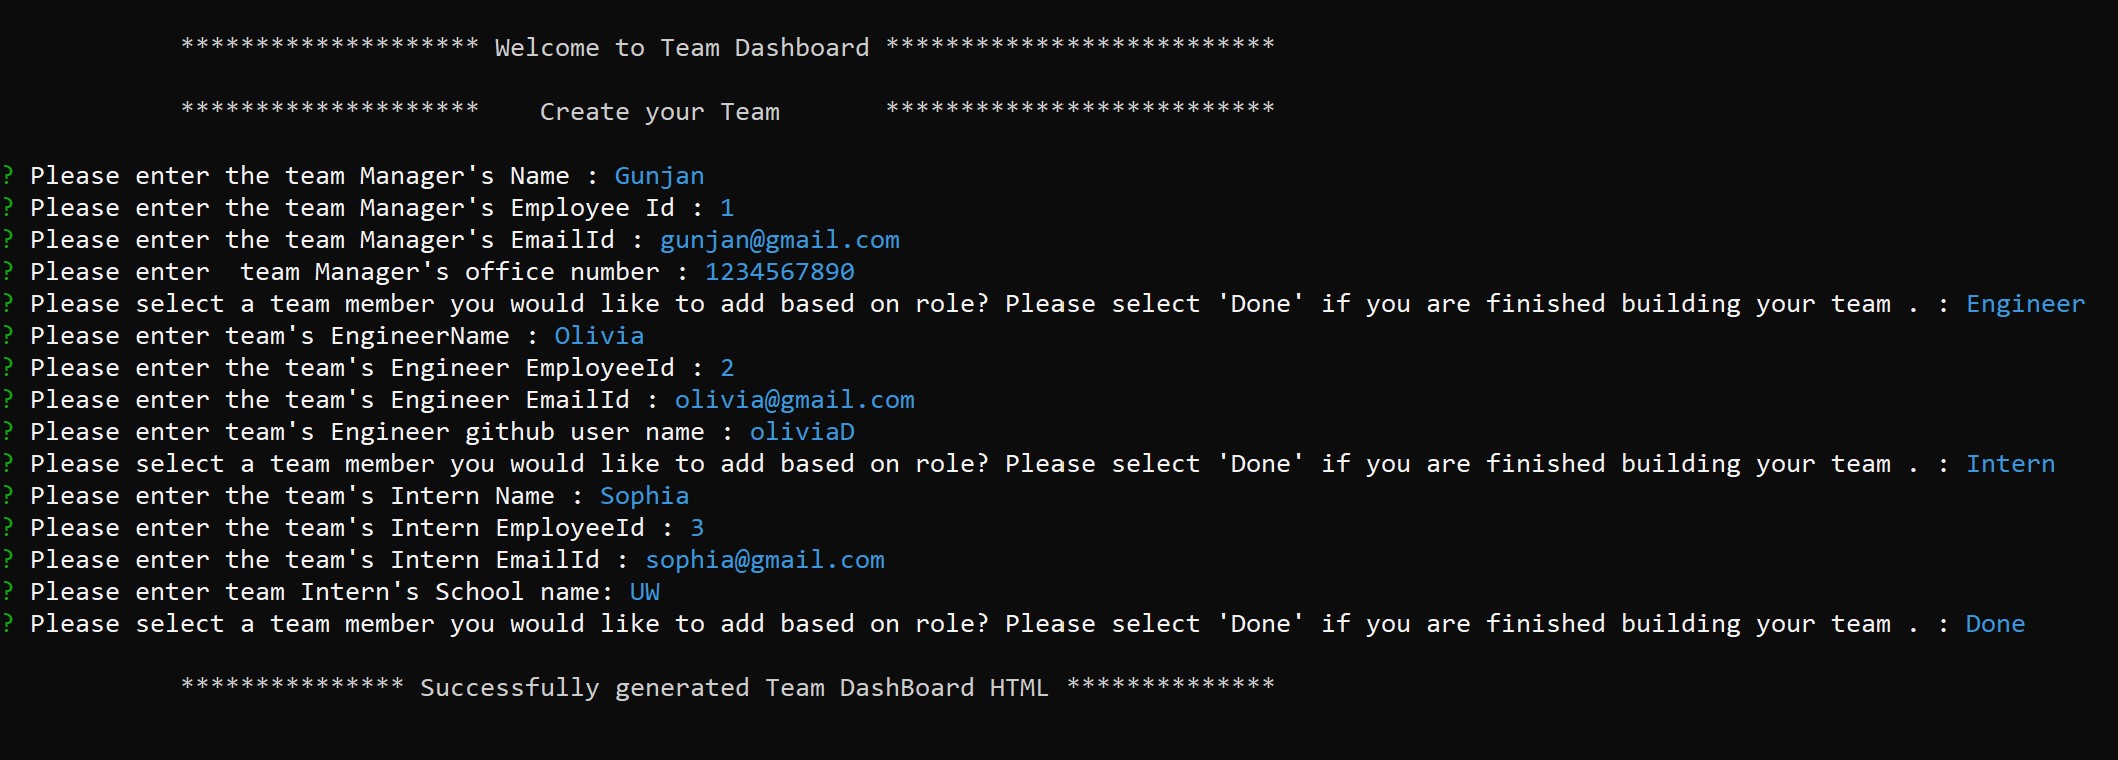 ******************** Welcome to Team Dashboard **************************
******************** Create your Team **************************
? Please enter the team Manager's Name : Gunjan
? Please enter the team Manager's Employee Id : 1
? Please enter the team Manager's EmailId : gunjan@gmail.com
? Please enter  team Manager's office number : 1234567890
? Please select a team member you would like to add based on role? Please select 'Done' if you are finished building your team . : Engineer
? Please enter team's EngineerName : Olivia
? Please enter the team's Engineer EmployeeId : 2
? Please enter the team's Engineer EmailId : olivia@gmail.com
? Please enter team's Engineer github user name : oliviaD
? Please select a team member you would like to add based on role? Please select 'Done' if you are finished building your team . : Intern
? Please enter the team's Intern Name : Sophia
? Please enter the team's Intern EmployeeId : 3
? Please enter the team's Intern EmailId : sophia@gmail.com
? Please enter team Intern's School name: UW
? Please select a team member you would like to add based on role? Please select 'Done' if you are finished building your team . : Done
*************** Successfully generated Team DashBoard HTML **************